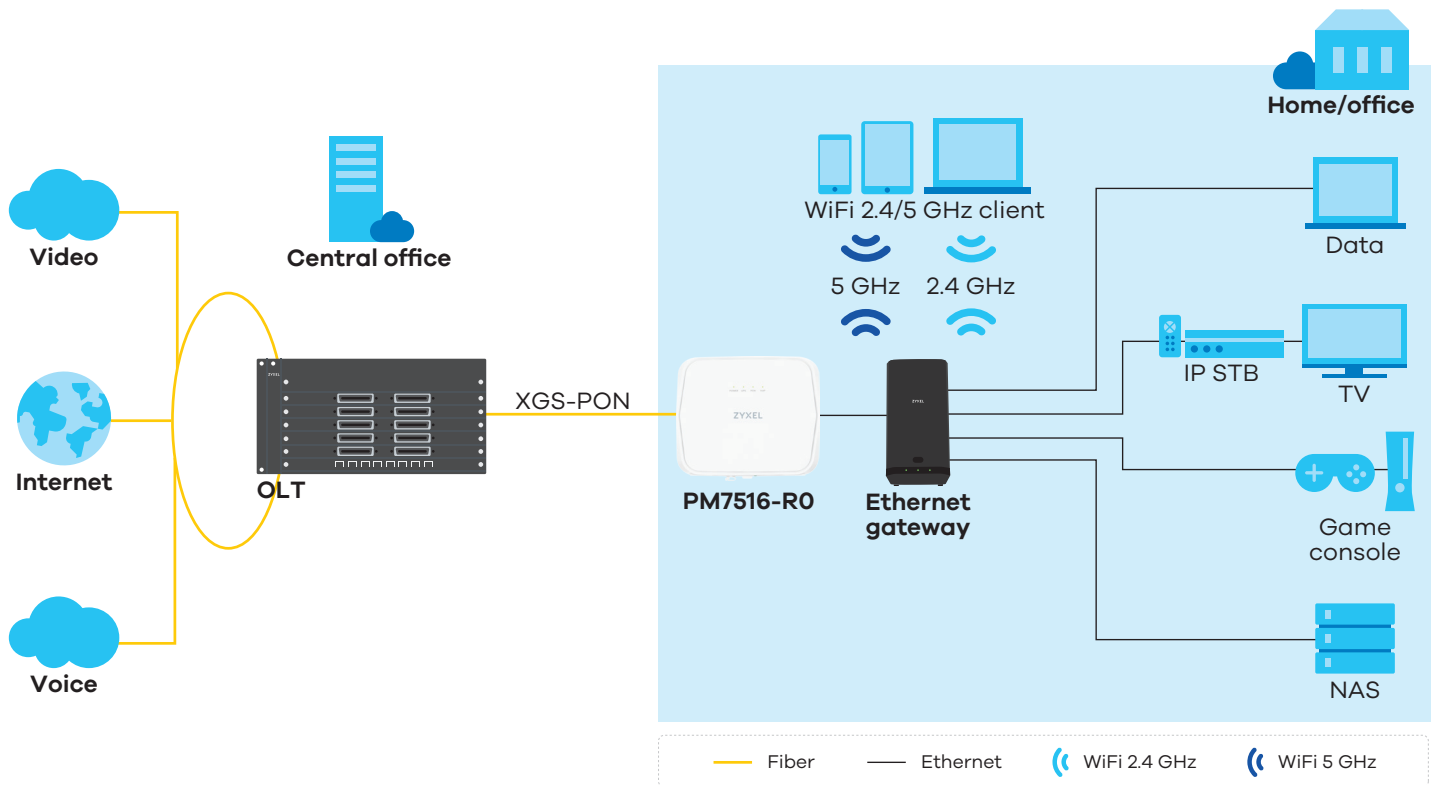 Home/office
WiFi 2.4/5 GHz client
5 GHz
2.4 GHz
Video
Central office
Data
IP STB
TV
Internet
ZYXEL
OLT
XGS-PON
ZYXEL
PM7516-R0
ZYXEL
Ethernet
gateway
Game
console
Voice
NAS
Fiber
Ethernet
WiFi 2.4 GHz
WiFi 5 GHz